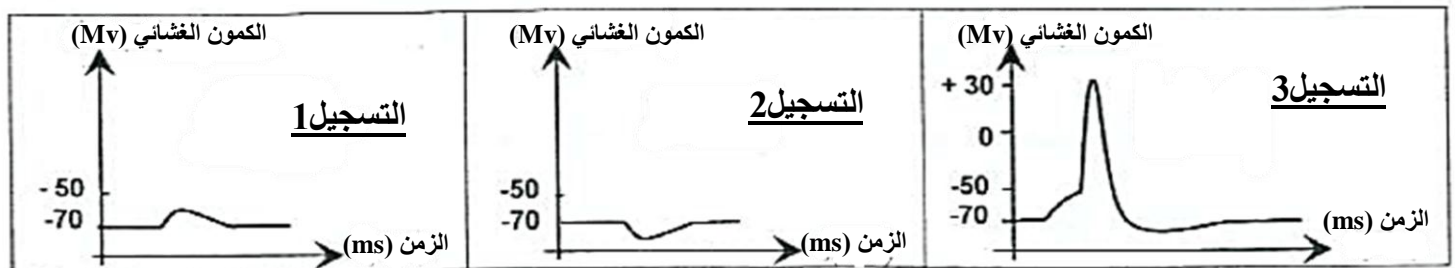 الكمون الغشائي (Mv)
التسجيل1
- 50
-70
الزمن (ms)
الكمون الغشائي (Mv)
التسجيل2
-50
-70
الزمن (ms)
الكمون الغشائي (Mv)
التسجيل3
+ 30
0
-50
-70
الزمن (ms)